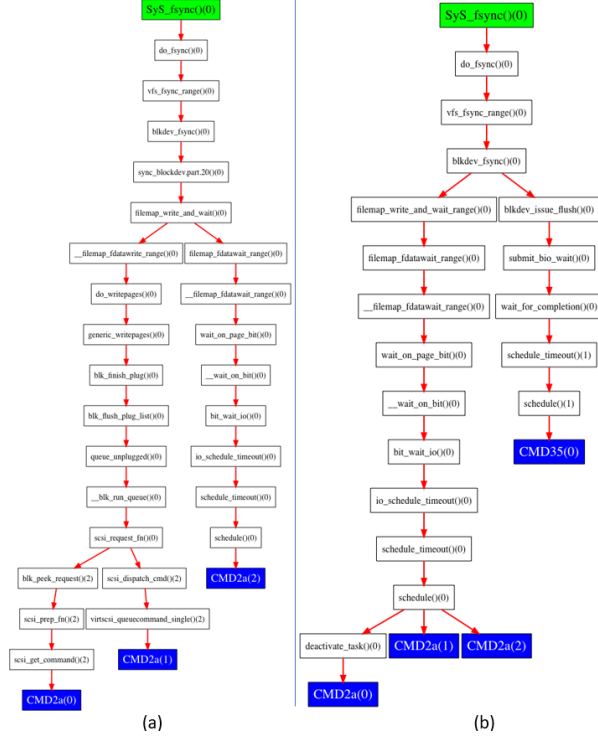 SyS_fsync()(0)
do_fsync()(0)
vfs_fsync_range()(0)
blkdev_fsync()(0)
sync_blockdev.part.20()(0)
filemap_write_and_wait()(0)
__filemap_fdatawrite_range()(0)
filemap_fdatawait_range()(0)
do_writepages()(0)
__filemap_fdatawait_range()(0)
generic_writepages()(0)
wait_on_page_bit()(0)
blk_finish_plug()(0)
__wait_on_bit()(0)
blk_flush_plug_list()(0)
bit_wait_io()(0)
queue_unplugged()(0)
io_schedule_timeout()(0)
__blk_run_queue()(0)
schedule_timeout()(0)
scsi_request_fn()(0)
schedule()(0)
blk_peek_request()(2)
scsi_dispatch_cmd()(2)
CMD2a(2)
scsi_prep_fn()(2)
virtscsi_queuecommand_single()(2)
scsi_get_command()(2)
CMD2a(1)
CMD2a(0)
(a)
SyS_fsync()(0)
do_fsync()(0)
vfs_fsync_range()(0)
blkdev_fsync()(0)
filemap_write_and_wait_range()(0)
blkdev_issue_flush()(0)
filemap_fdatawait_range()(0)
submit_bio_wait()(0)
__filemap_fdatawait_range()(0)
wait_for_completion()(0)
wait_on_page_bit()(0)
schedule_timeout()(1)
__wait_on_bit()(0)
schedule()(1)
bit_wait_io()(0)
CMD35(0)
io_schedule_timeout()(0)
schedule_timeout()(0)
schedule()(0)
deactivate_task()(0)
CMD2a(1)
CMD2a(2)
CMD2a(0)
(b)